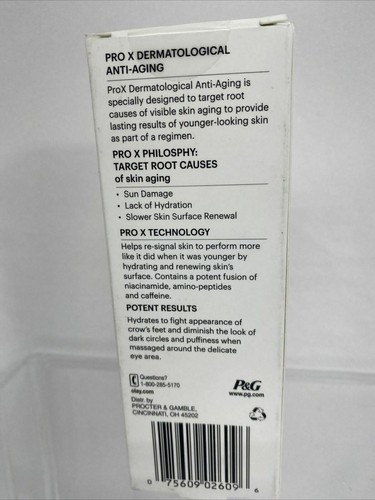 PRO X DERMATOLOGICAL
ANTI-AGING
ProX Dermatological Anti-Aging is
specially designed to target root
causes of visible skin aging to provide
lasting results of younger-looking skin
as part of a regimen.
PRO X PHILOSPHY:
TARGET ROOT CAUSES
of skin aging
• Sun Damage
• Lack of Hydration
• Slower Skin Surface Renewal
PRO X TECHNOLOGY
Helps re-signal skin to perform more
like it did when it was younger by
hydrating and renewing skin's
surface. Contains a potent fusion of
niacinamide, amino-peptides
and caffeine.
POTENT RESULTS
Hydrates to fight appearance of
crow's feet and diminish the look of
dark circles and puffiness when
massaged around the delicate
eye area.
Questions?
1-800-285-5170
olay.com
Distr. by
PROCTER & GAMBLE,
CINCINNATI, OH 45202
P&G
www.pg.com
0 75609 02609 6